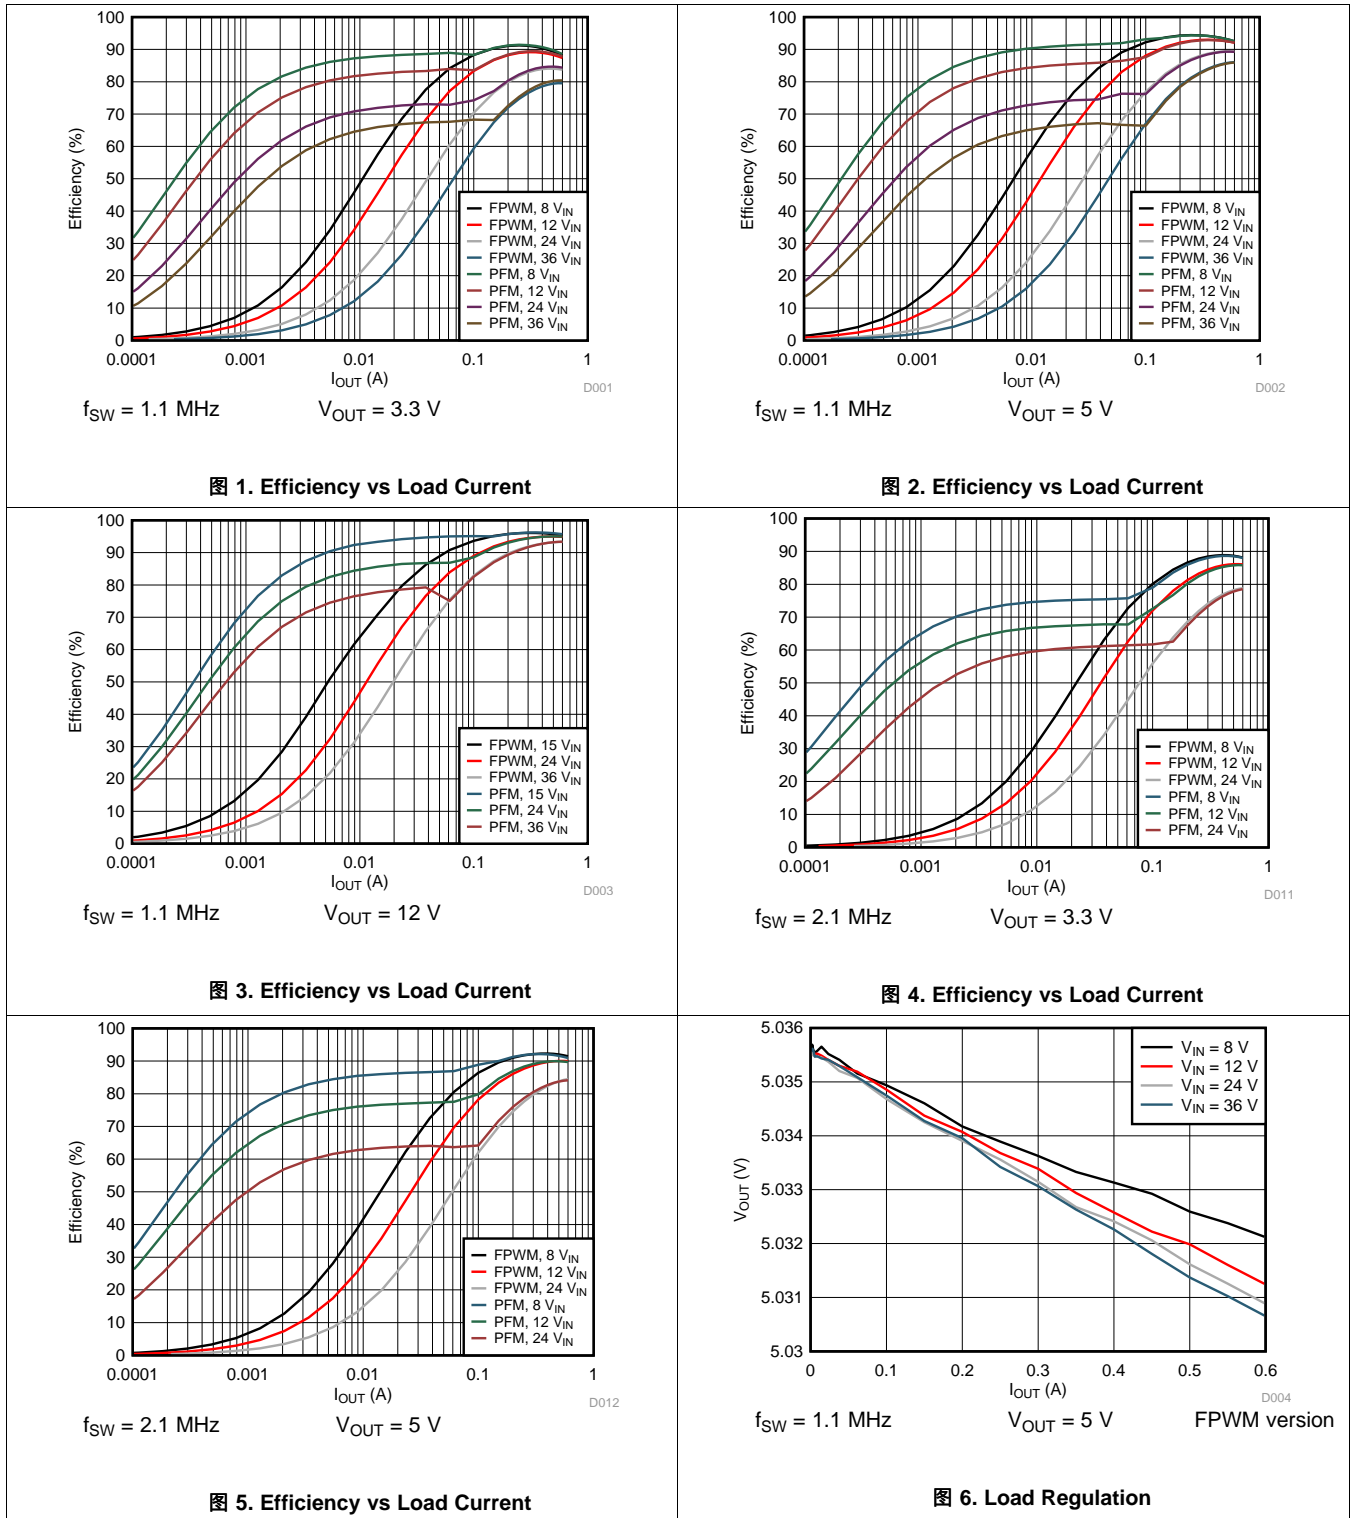 100
90
80
70
60
50
40
30
20
10
0
Efficiency (%)
FPWM, 8 VIN
FPWM, 12 VIN
FPWM, 24 VIN
FPWM, 36 VIN
PFM, 8 VIN
PFM, 12 VIN
PFM, 24 VIN
PFM, 36 VIN
0.0001 0.001 0.01 0.1 1
IOUT (A)
D001
fSW = 1.1 MHz VOUT = 3.3 V
图 1. Efficiency vs Load Current
100
90
80
70
60
50
40
30
20
10
0
Efficiency (%)
FPWM, 8 VIN
FPWM, 12 VIN
FPWM, 24 VIN
FPWM, 36 VIN
PFM, 8 VIN
PFM, 12 VIN
PFM, 24 VIN
PFM, 36 VIN
0.0001 0.001 0.01 0.1 1
IOUT (A)
D002
fSW = 1.1 MHz VOUT = 5 V
图 2. Efficiency vs Load Current
100
90
80
70
60
50
40
30
20
10
0
Efficiency (%)
FPWM, 15 VIN
FPWM, 24 VIN
FPWM, 36 VIN
PFM, 15 VIN
PFM, 24 VIN
PFM, 36 VIN
0.0001 0.001 0.01 0.1 1
IOUT (A)
D003
fSW = 1.1 MHz VOUT = 12 V
图 3. Efficiency vs Load Current
100
90
80
70
60
50
40
30
20
10
0
Efficiency (%)
FPWM, 8 VIN
FPWM, 12 VIN
FPWM, 24 VIN
PFM, 8 VIN
PFM, 12 VIN
PFM, 24 VIN
0.0001 0.001 0.01 0.1 1
IOUT (A)
D011
fSW = 2.1 MHz VOUT = 3.3 V
图 4. Efficiency vs Load Current
100
90
80
70
60
50
40
30
20
10
0
Efficiency (%)
FPWM, 8 VIN
FPWM, 12 VIN
FPWM, 24 VIN
PFM, 8 VIN
PFM, 12 VIN
PFM, 24 VIN
0.0001 0.001 0.01 0.1 1
IOUT (A)
D012
fSW = 2.1 MHz VOUT = 5 V
图 5. Efficiency vs Load Current
5.036
5.035
5.034
5.033
5.032
5.031
5.03
VOUT (V)
VIN = 8 V
VIN = 12 V
VIN = 24 V
VIN = 36 V
0 0.1 0.2 0.3 0.4 0.5 0.6
IOUT (A)
D004
fSW = 1.1 MHz VOUT = 5 V FPWM version
图 6. Load Regulation